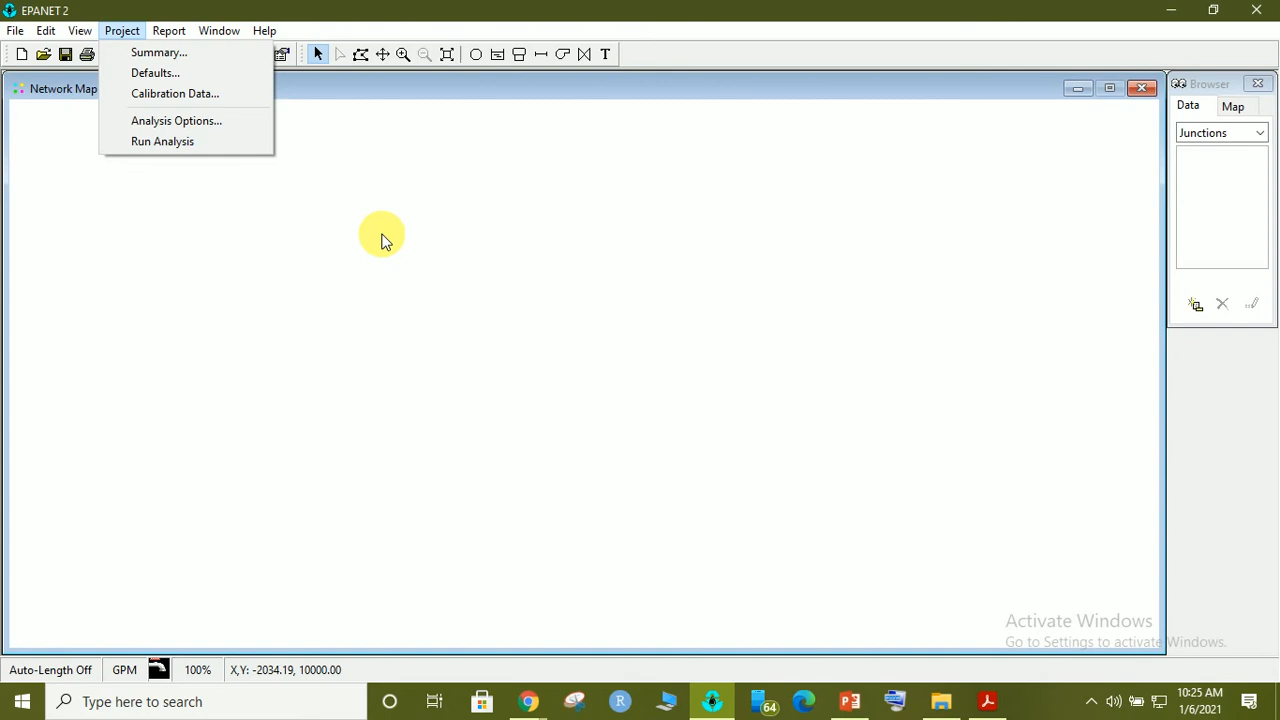 EPANET 2
File Edit View Project Report Window Help
Summary...
Defaults...
Calibration Data...
Analysis Options...
Run Analysis
T
Network Map
Browser
Data Map
Junctions
Activate Windows
Go to Settings to activate Windows.
Auto-Length Off GPM 100% X,Y: -2034.19, 10000.00
Type here to search
R
64
10:25 AM
1/6/2021